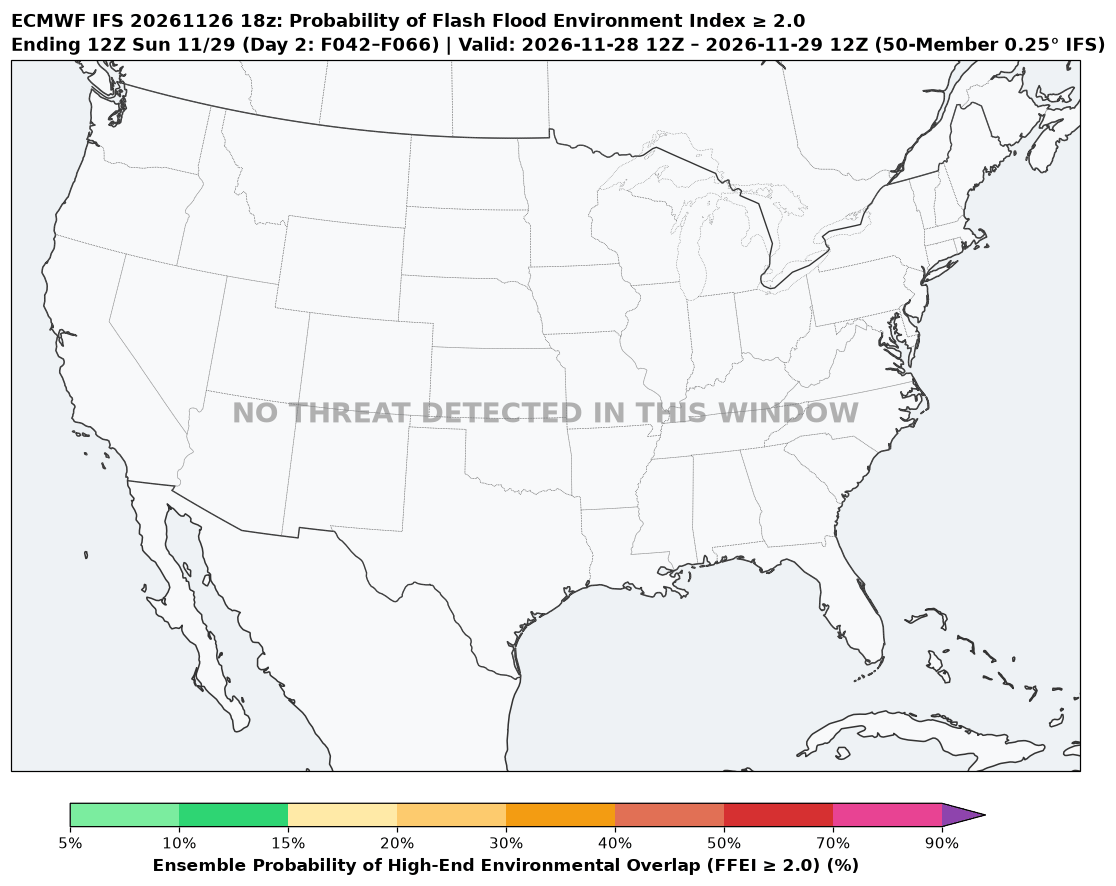 ECMWF IFS 20261126 18z: Probability of Flash Flood Environment Index ≥ 2.0
Ending 12Z Sun 11/29 (Day 2: F042–F066) | Valid: 2026-11-28 12Z – 2026-11-29 12Z (50-Member 0.25° IFS)
NO THREAT DETECTED IN THIS WINDOW
5% 10% 15% 20% 30% 40% 50% 70% 90%
Ensemble Probability of High-End Environmental Overlap (FFEI ≥ 2.0) (%)